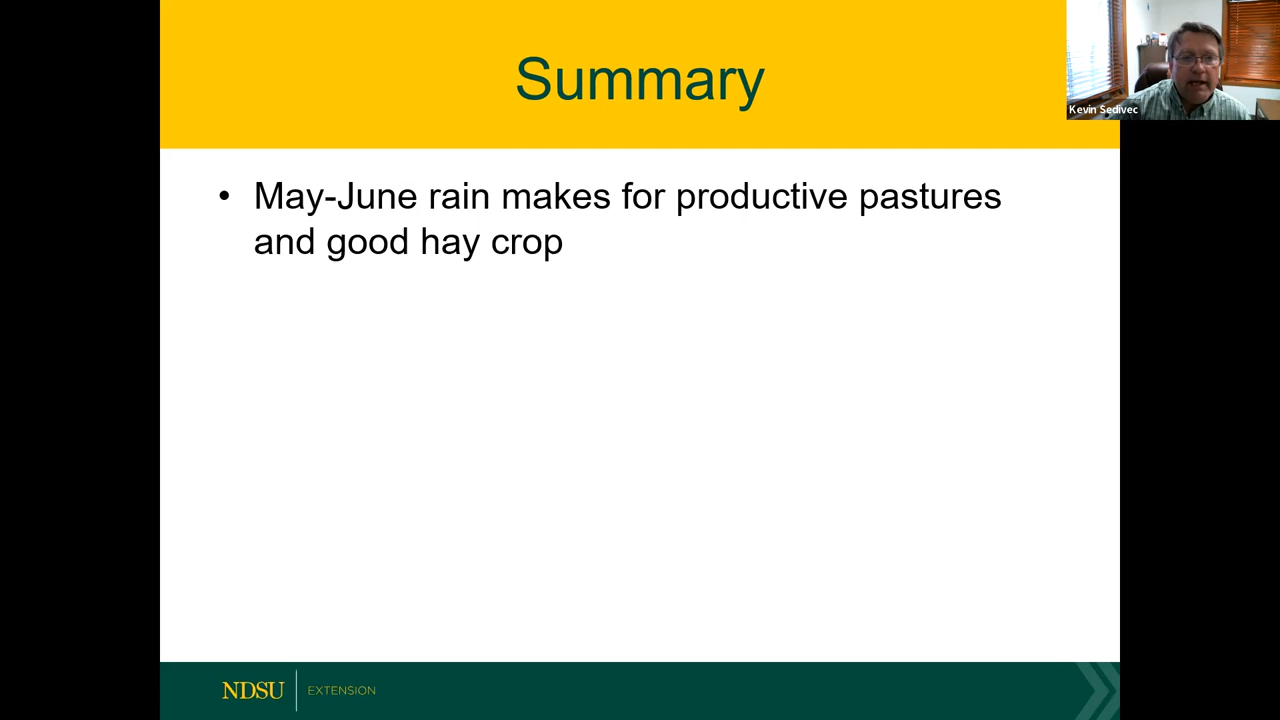 Summary
Kevin Sedivec
• May-June rain makes for productive pastures
and good hay crop
NDSU EXTENSION